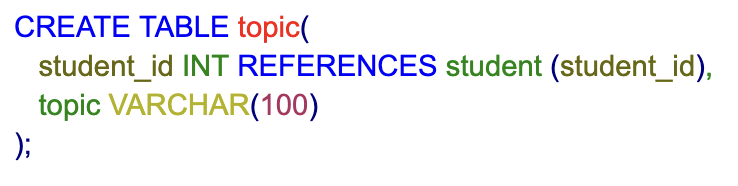 CREATE TABLE topic(
student_id INT REFERENCES student (student_id),
topic VARCHAR(100)
);